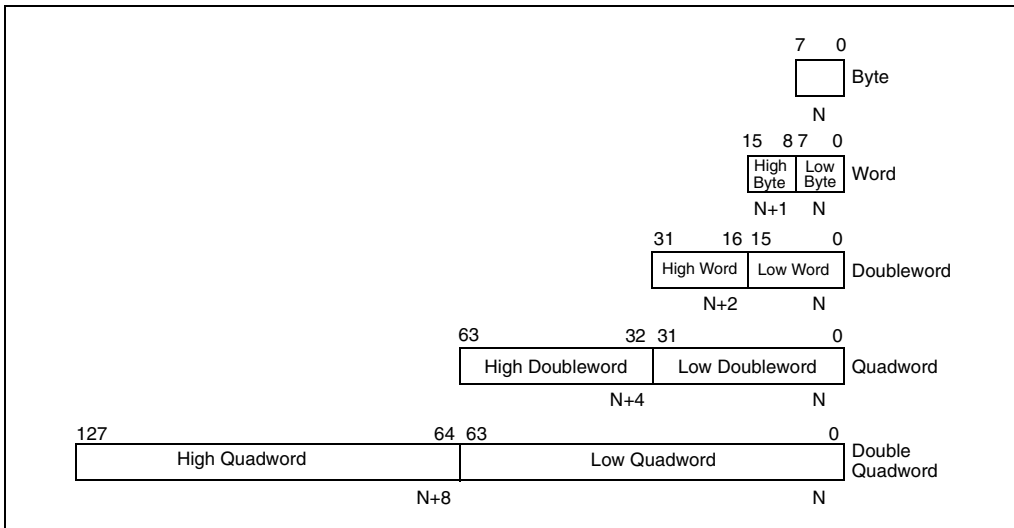 7 0
Byte
N
15 8 7 0
High Byte Low Byte Word
N+1 N
31 16 15 0
High Word Low Word Doubleword
N+2 N
63 32 31 0
High Doubleword Low Doubleword Quadword
N+4 N
127 64 63 0
High Quadword Low Quadword Double Quadword
N+8 N